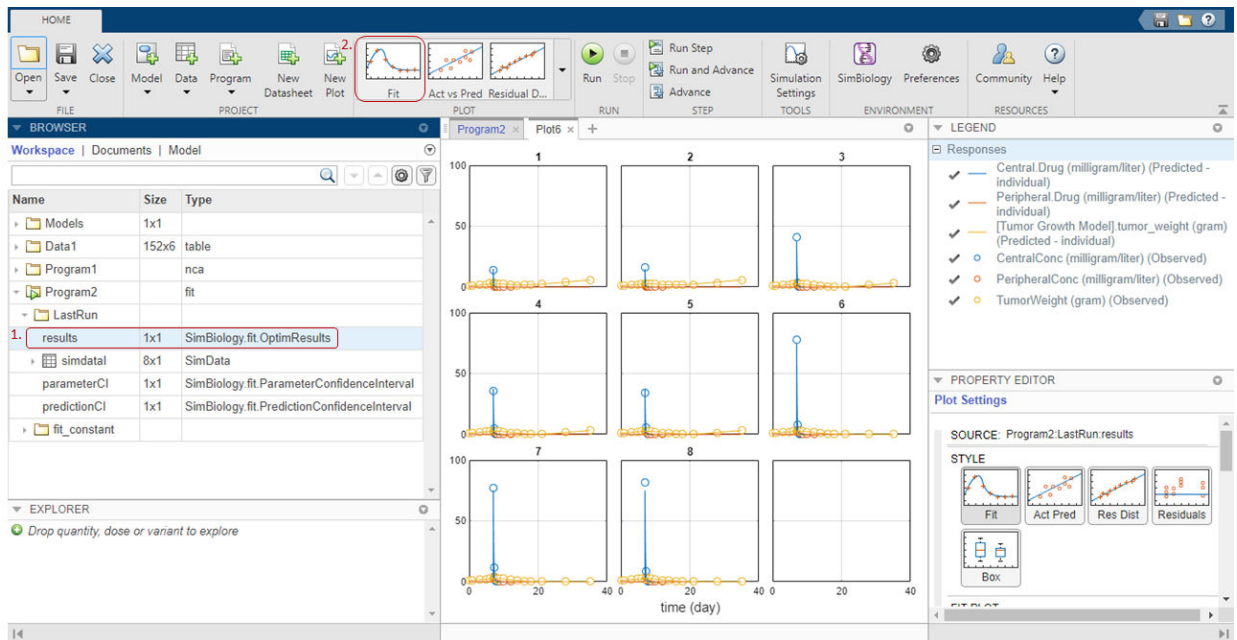 HOME
Open
Save
Close
Model
Data
Program
New Datasheet
New Plot
2.
Fit
Act vs Pred
Residual D...
Run
Stop
Run Step
Run and Advance
Advance
Simulation Settings
SimBiology
Preferences
Community
Help
FILE
PROJECT
PLOT
RUN
STEP
TOOLS
ENVIRONMENT
RESOURCES
BROWSER
Workspace | Documents | Model
Name Size Type
Models 1x1
Data1 152x6 table
Program1 nca
Program2 fit
LastRun
1. results 1x1 SimBiology.fit.OptimResults
simdataI 8x1 SimData
parameterCI 1x1 SimBiology.fit.ParameterConfidenceInterval
predictionCI 1x1 SimBiology.fit.PredictionConfidenceInterval
fit_constant
EXPLORER
Drop quantity, dose or variant to explore
Program2 × Plot6 × +
1 2 3
100
50
0
4 5 6
100
50
0
7 8
100
50
0
0 20 40 0 20 40 0 20 40
time (day)
LEGEND
Responses
Central.Drug (milligram/liter) (Predicted -
individual)
Peripheral.Drug (milligram/liter) (Predicted -
individual)
[Tumor Growth Model].tumor_weight (gram)
(Predicted - individual)
CentralConc (milligram/liter) (Observed)
PeripheralConc (milligram/liter) (Observed)
TumorWeight (gram) (Observed)
PROPERTY EDITOR
Plot Settings
SOURCE: Program2:LastRun:results
STYLE
Fit
Act Pred
Res Dist
Residuals
Box